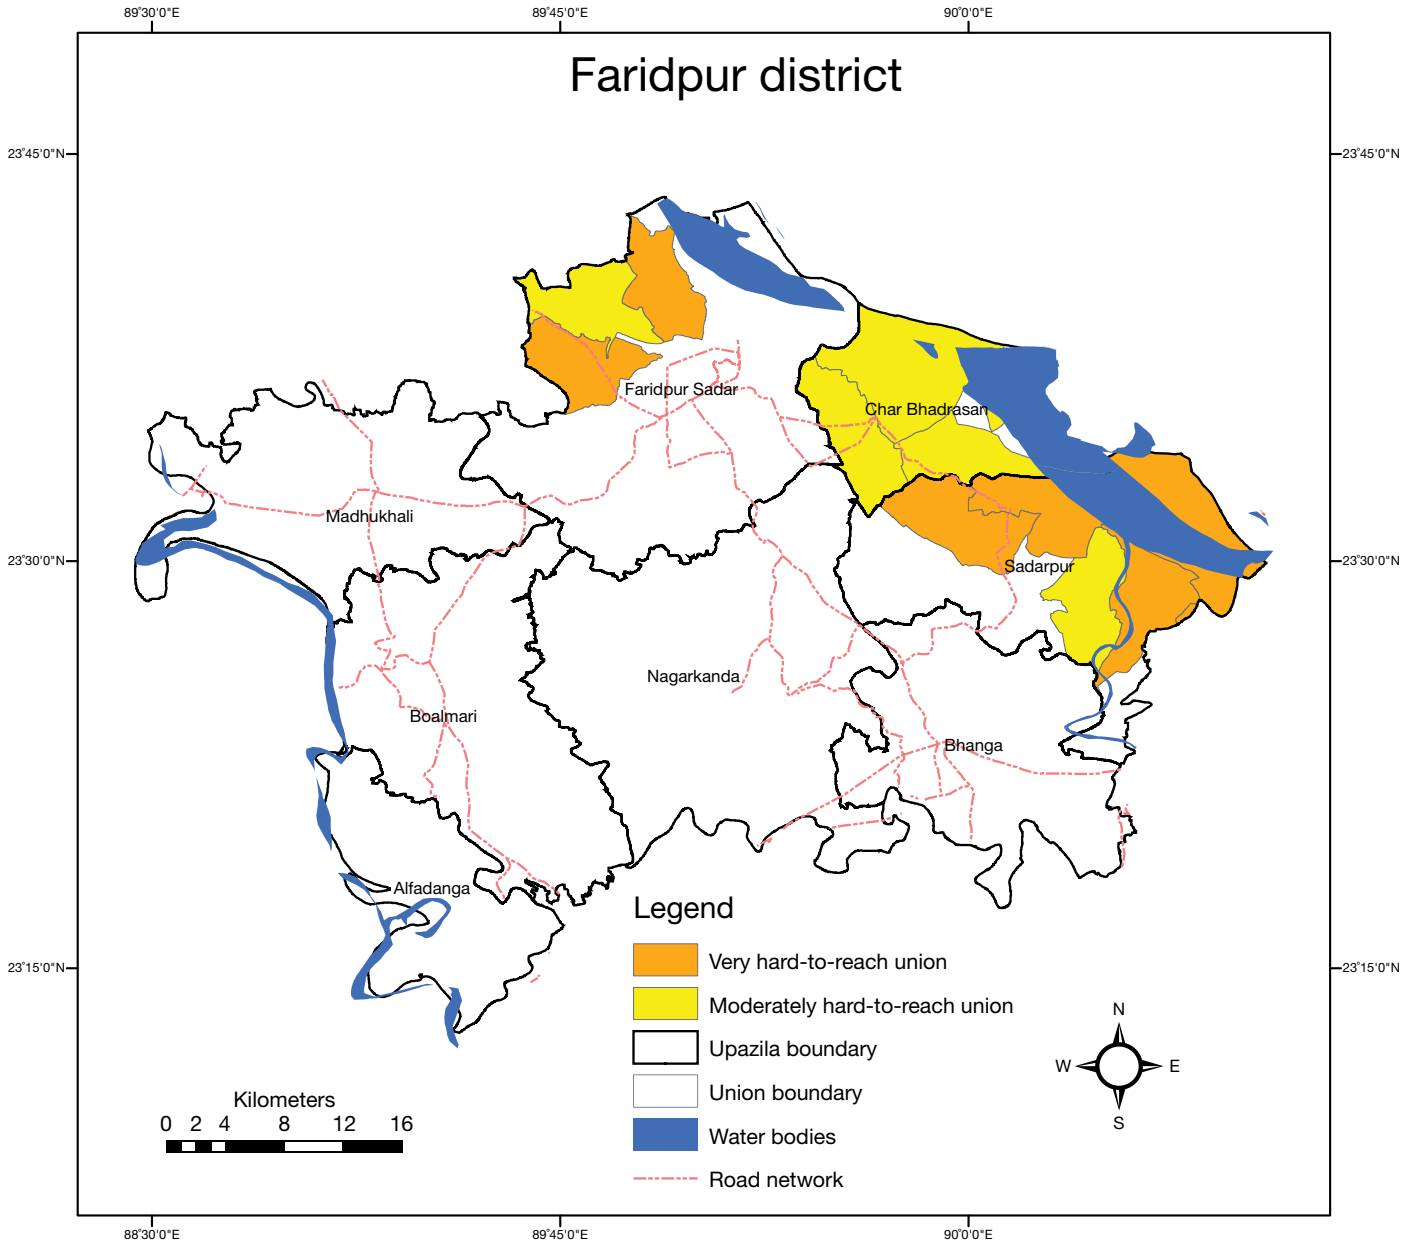 89°30'0"E 89°45'0"E 90°0'0"E
Faridpur district
23°45'0"N 23°45'0"N
Faridpur Sadar
Char Bhadrasan
Madhukhali
23°30'0"N 23°30'0"N
Sadarpur
Nagarkanda
Boalmari
Bhanga
Alfadanga
Legend
Very hard-to-reach union
23°15'0"N 23°15'0"N
Moderately hard-to-reach union
N
Upazila boundary
W E
Union boundary
Kilometers
0 2 4 8 12 16
S
Water bodies
Road network
88°30'0"E 89°45'0"E 90°0'0"E